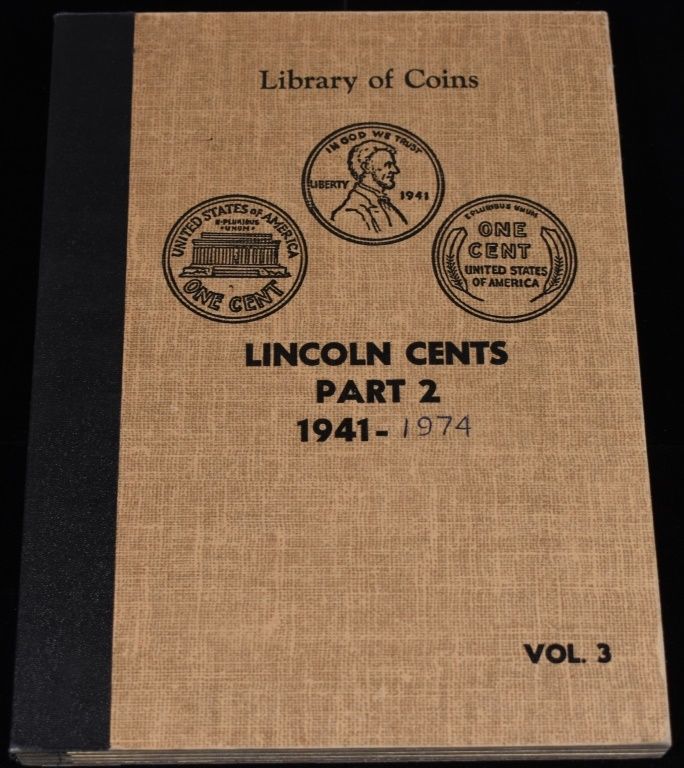 Library of Coins
IN GOD WE TRUST
LIBERTY
1941
UNITED STATES OF AMERICA
E·PLURIBUS
·UNUM·
ONE CENT
E PLURIBUS UNUM
ONE
CENT
UNITED STATES
OF AMERICA
LINCOLN CENTS
PART 2
1941-1974
VOL. 3